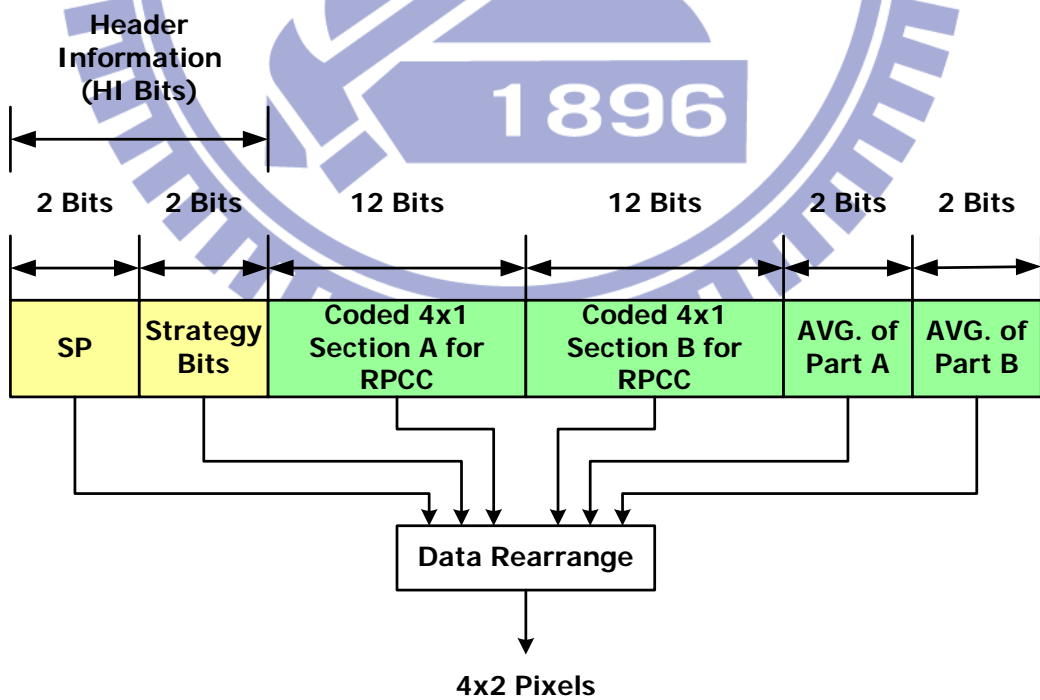 Header
Information
(HI Bits)
1896
2 Bits 2 Bits 12 Bits 12 Bits 2 Bits 2 Bits
SP
Strategy
Bits
Coded 4x1
Section A for
RPCC
Coded 4x1
Section B for
RPCC
AVG. of
Part A
AVG. of
Part B
Data Rearrange
4x2 Pixels